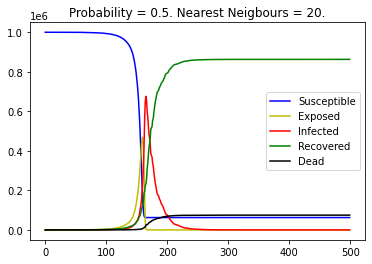 Probability = 0.5. Nearest Neigbours = 20.
1e6
1.0
0.8
0.6
0.4
0.2
0.0
Susceptible
Exposed
Infected
Recovered
Dead
0 100 200 300 400 500